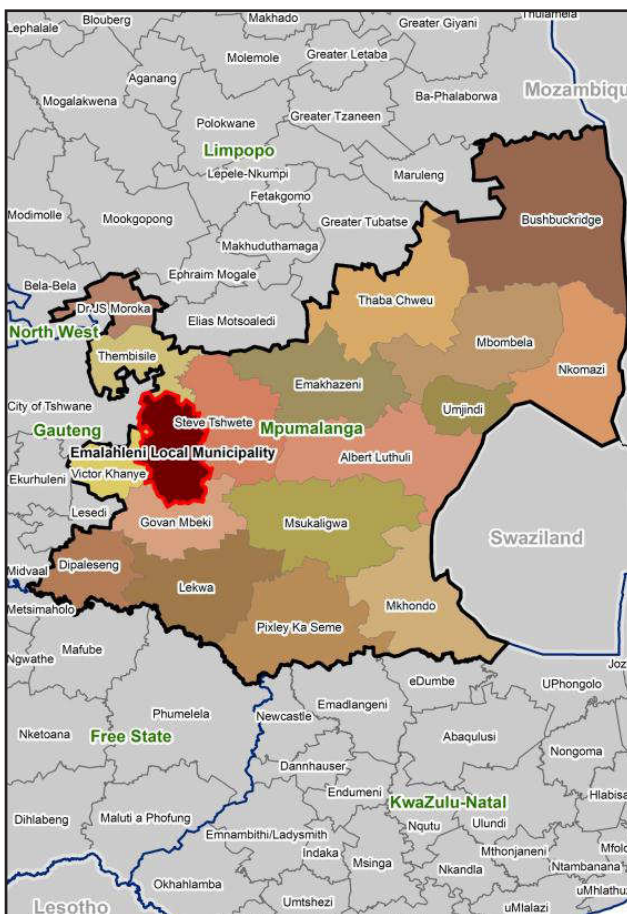 Lephalale
Blouberg
Makhado
Greater Giyani
Thulamela
Molemole
Greater Letaba
Aganang
Mozambiqu
Mogalakwena
Ba-Phalaborwa
Polokwane
Greater Tzaneen
Limpopo
Lepele-Nkumpi
Maruleng
Fetakgomo
Modimolle
Mookgopong
Greater Tubatse
Bushbuckridge
Makhuduthamaga
Bela-Bela
Ephraim Mogale
Thaba Chweu
Dr JS Moroka
Elias Motsoaledi
North West
Mbombela
Thembisile
Nkomazi
Emakhazeni
Umjindi
City of Tshwane
Steve Tshwete
Mpumalanga
Gauteng
Emalahleni Local Municipality
Albert Luthuli
Victor Khanye
Ekurhuleni
Lesedi
Govan Mbeki
Msukaligwa
Swaziland
Midvaal
Dipaleseng
Lekwa
Mkhondo
Metsimaholo
Pixley Ka Seme
Mafube
Ngwathe
Joz
eDumbe
UPhongolo
Phumelela
Newcastle
Emadlangeni
Abaqulusi
Nketoana
Free State
Nongoma
Dannhauser
Endumeni
KwaZulu-Natal
Hlabisa
Dihlabeng
Maluti a Phofung
Emnambithi/Ladysmith
Nqutu
Ulundi
Indaka
Msinga
Mthonjaneni
Mfolo
Nkandla
Ntambanana
Okhahlamba
uMhlathuz
Lesotho
Umtshezi
uMlalazi